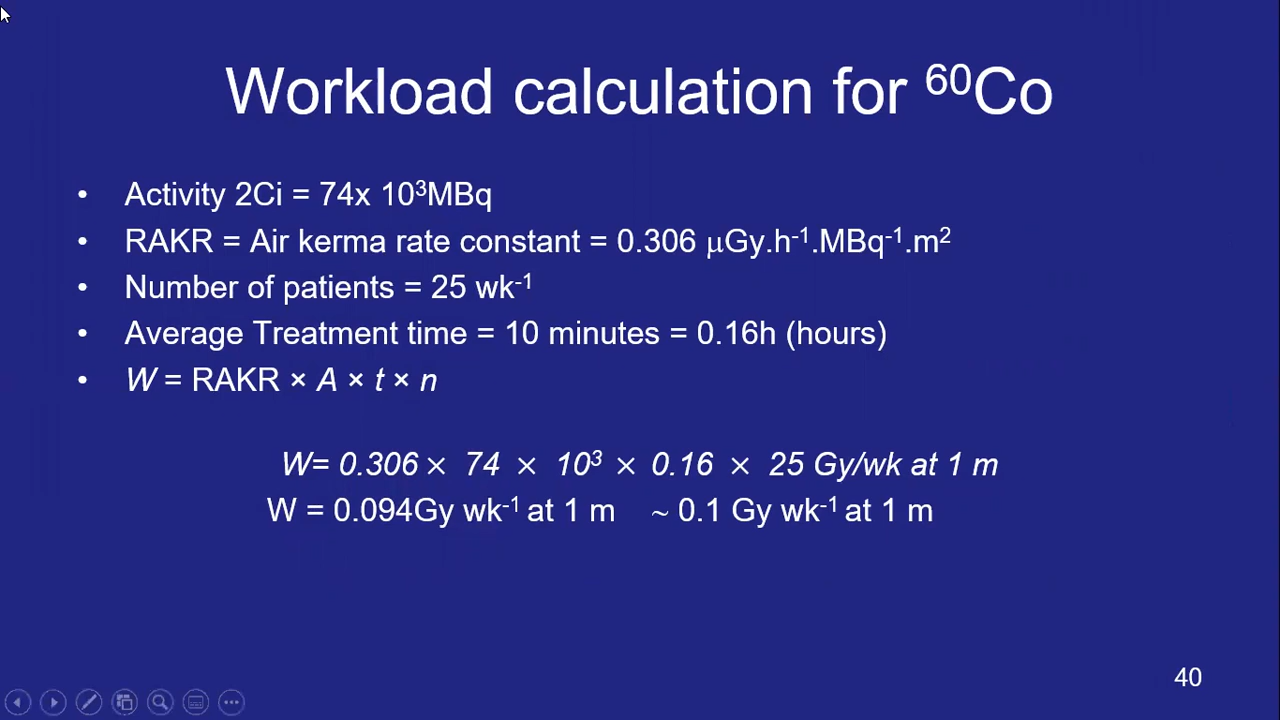 Workload calculation for ⁶⁰Co
• Activity 2Ci = 74x 10³MBq
• RAKR = Air kerma rate constant = 0.306 μGy.h⁻¹.MBq⁻¹.m²
• Number of patients = 25 wk⁻¹
• Average Treatment time = 10 minutes = 0.16h (hours)
• W = RAKR × A × t × n
W= 0.306 × 74 × 10³ × 0.16 × 25 Gy/wk at 1 m
W = 0.094Gy wk⁻¹ at 1 m ~ 0.1 Gy wk⁻¹ at 1 m
40